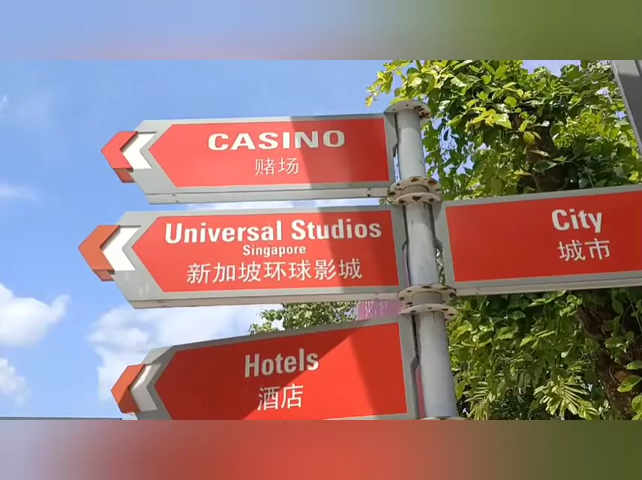 CASINO
赌场
Universal Studios
Singapore
新加坡环球影城
City
城市
Hotels
酒店